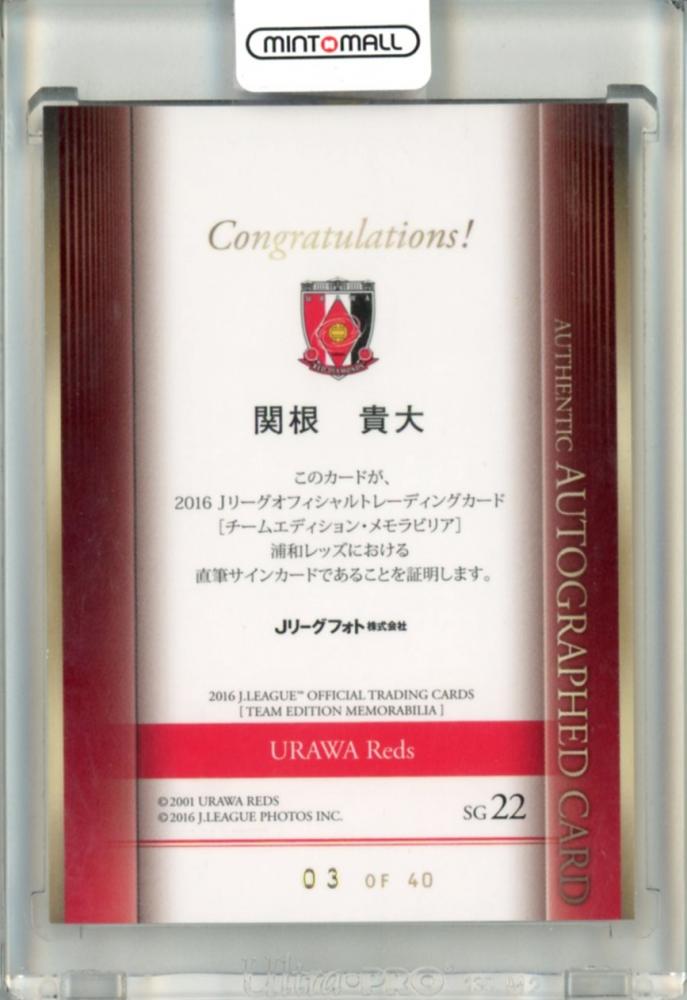 MINT MALL
Congratulations!
関根 貴大
このカードが、
2016 Jリーグオフィシャルトレーディングカード
[チームエディション・メモラビリア]
浦和レッズにおける
直筆サインカードであることを証明します。
Jリーグフォト株式会社
2016 J.LEAGUE™ OFFICIAL TRADING CARDS
[ TEAM EDITION MEMORABILIA ]
URAWA Reds
©2001 URAWA REDS
©2016 J.LEAGUE PHOTOS INC.
SG 22
03 OF 40
AUTHENTIC AUTOGRAPHED CARD
Ultra-PRO